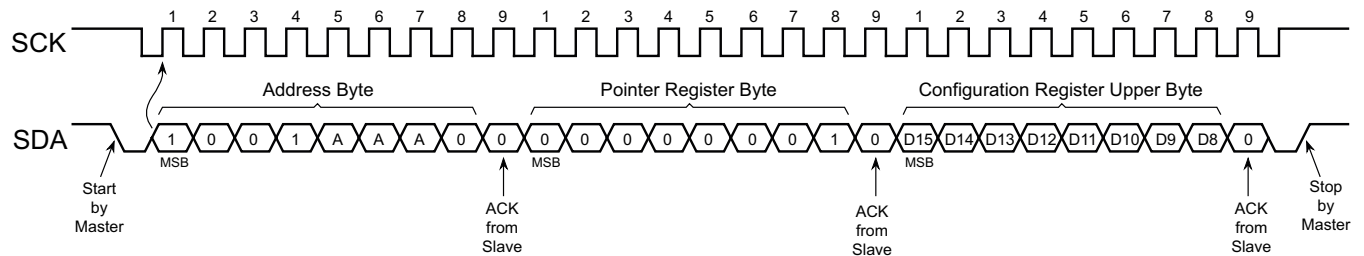 1 2 3 4 5 6 7 8 9 1 2 3 4 5 6 7 8 9 1 2 3 4 5 6 7 8 9
SCK
Address Byte Pointer Register Byte Configuration Register Upper Byte
SDA 1 0 0 1 A A A 0 0 0 0 0 0 0 0 0 1 0 D15 D14 D13 D12 D11 D10 D9 D8 0
MSB MSB MSB
Start
by
Master
ACK
from
Slave
ACK
from
Slave
ACK
from
Slave
Stop
by
Master